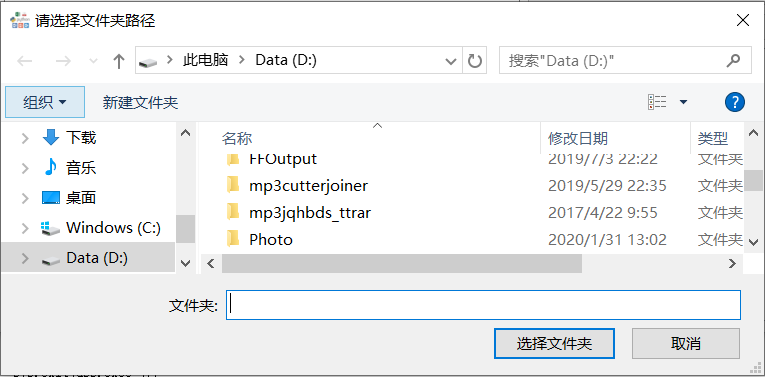 请选择文件夹路径
此电脑 Data (D:) 搜索"Data (D:)"
组织 新建文件夹
名称 修改日期 类型
下载
音乐
桌面
Windows (C:)
Data (D:)
FFOutput 2019/7/3 22:22 文件夹
mp3cutterjoiner 2019/5/29 22:35 文件夹
mp3jqhbds_ttrar 2017/4/22 9:55 文件夹
Photo 2020/1/31 13:02 文件夹
文件夹:
选择文件夹 取消